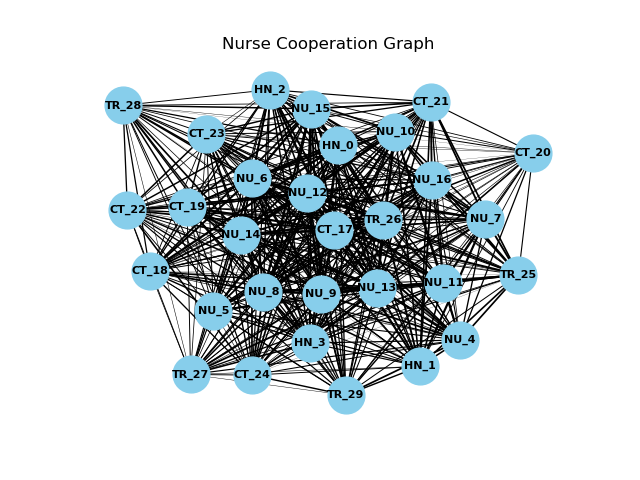 Nurse Cooperation Graph
HN_2
CT_21
TR_28
NU_15
NU_10
CT_23
HN_0
CT_20
NU_6
NU_16
NU_12
CT_19
CT_22
NU_7
TR_26
CT_17
NU_14
CT_18
TR_25
NU_11
NU_13
NU_8
NU_9
NU_5
NU_4
HN_3
HN_1
TR_27
CT_24
TR_29